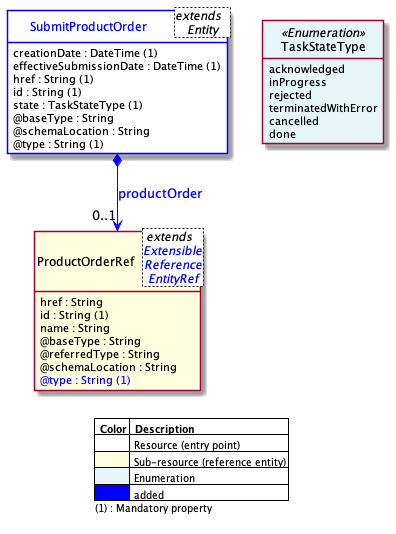 SubmitProductOrder
extends
Entity
creationDate : DateTime (1)
effectiveSubmissionDate : DateTime (1)
href : String (1)
id : String (1)
state : TaskStateType (1)
@baseType : String
@schemaLocation : String
@type : String (1)
«Enumeration»
TaskStateType
acknowledged
inProgress
rejected
terminatedWithError
cancelled
done
productOrder
0..1
ProductOrderRef
extends
Extensible
Reference
EntityRef
href : String
id : String (1)
name : String
@baseType : String
@referredType : String
@schemaLocation : String
@type : String (1)
Color Description
Resource (entry point)
Sub-resource (reference entity)
Enumeration
added
(1) : Mandatory property